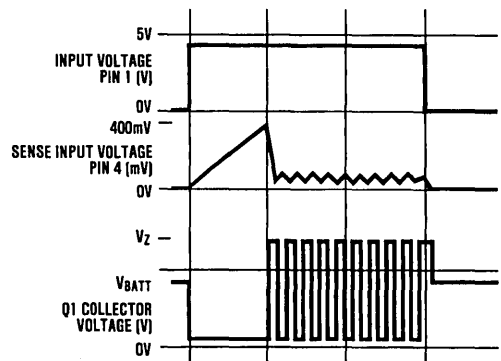 5V
INPUT VOLTAGE
PIN 1 (V)
0V
400mV
SENSE INPUT VOLTAGE
PIN 4 (mV)
0V
VZ
VBATT
Q1 COLLECTOR
VOLTAGE (V)
0V